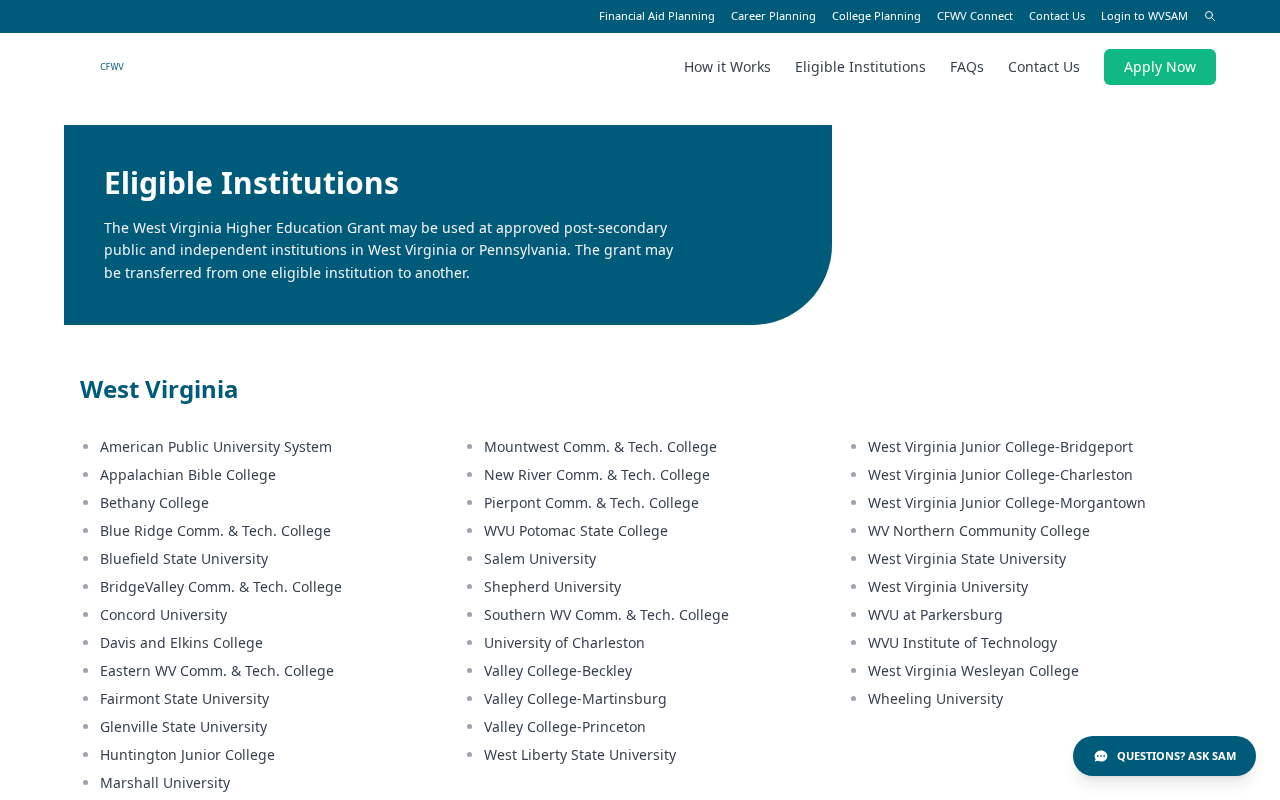 Financial Aid Planning
Career Planning
College Planning
CFWV Connect
Contact Us
Login to WVSAM
CFWV
How it Works
Eligible Institutions
FAQs
Contact Us
Apply Now
Eligible Institutions
The West Virginia Higher Education Grant may be used at approved post-secondary
public and independent institutions in West Virginia or Pennsylvania. The grant may
be transferred from one eligible institution to another.
West Virginia
American Public University System
Appalachian Bible College
Bethany College
Blue Ridge Comm. & Tech. College
Bluefield State University
BridgeValley Comm. & Tech. College
Concord University
Davis and Elkins College
Eastern WV Comm. & Tech. College
Fairmont State University
Glenville State University
Huntington Junior College
Marshall University
Mountwest Comm. & Tech. College
New River Comm. & Tech. College
Pierpont Comm. & Tech. College
WVU Potomac State College
Salem University
Shepherd University
Southern WV Comm. & Tech. College
University of Charleston
Valley College-Beckley
Valley College-Martinsburg
Valley College-Princeton
West Liberty State University
West Virginia Junior College-Bridgeport
West Virginia Junior College-Charleston
West Virginia Junior College-Morgantown
WV Northern Community College
West Virginia State University
West Virginia University
WVU at Parkersburg
WVU Institute of Technology
West Virginia Wesleyan College
Wheeling University
QUESTIONS? ASK SAM